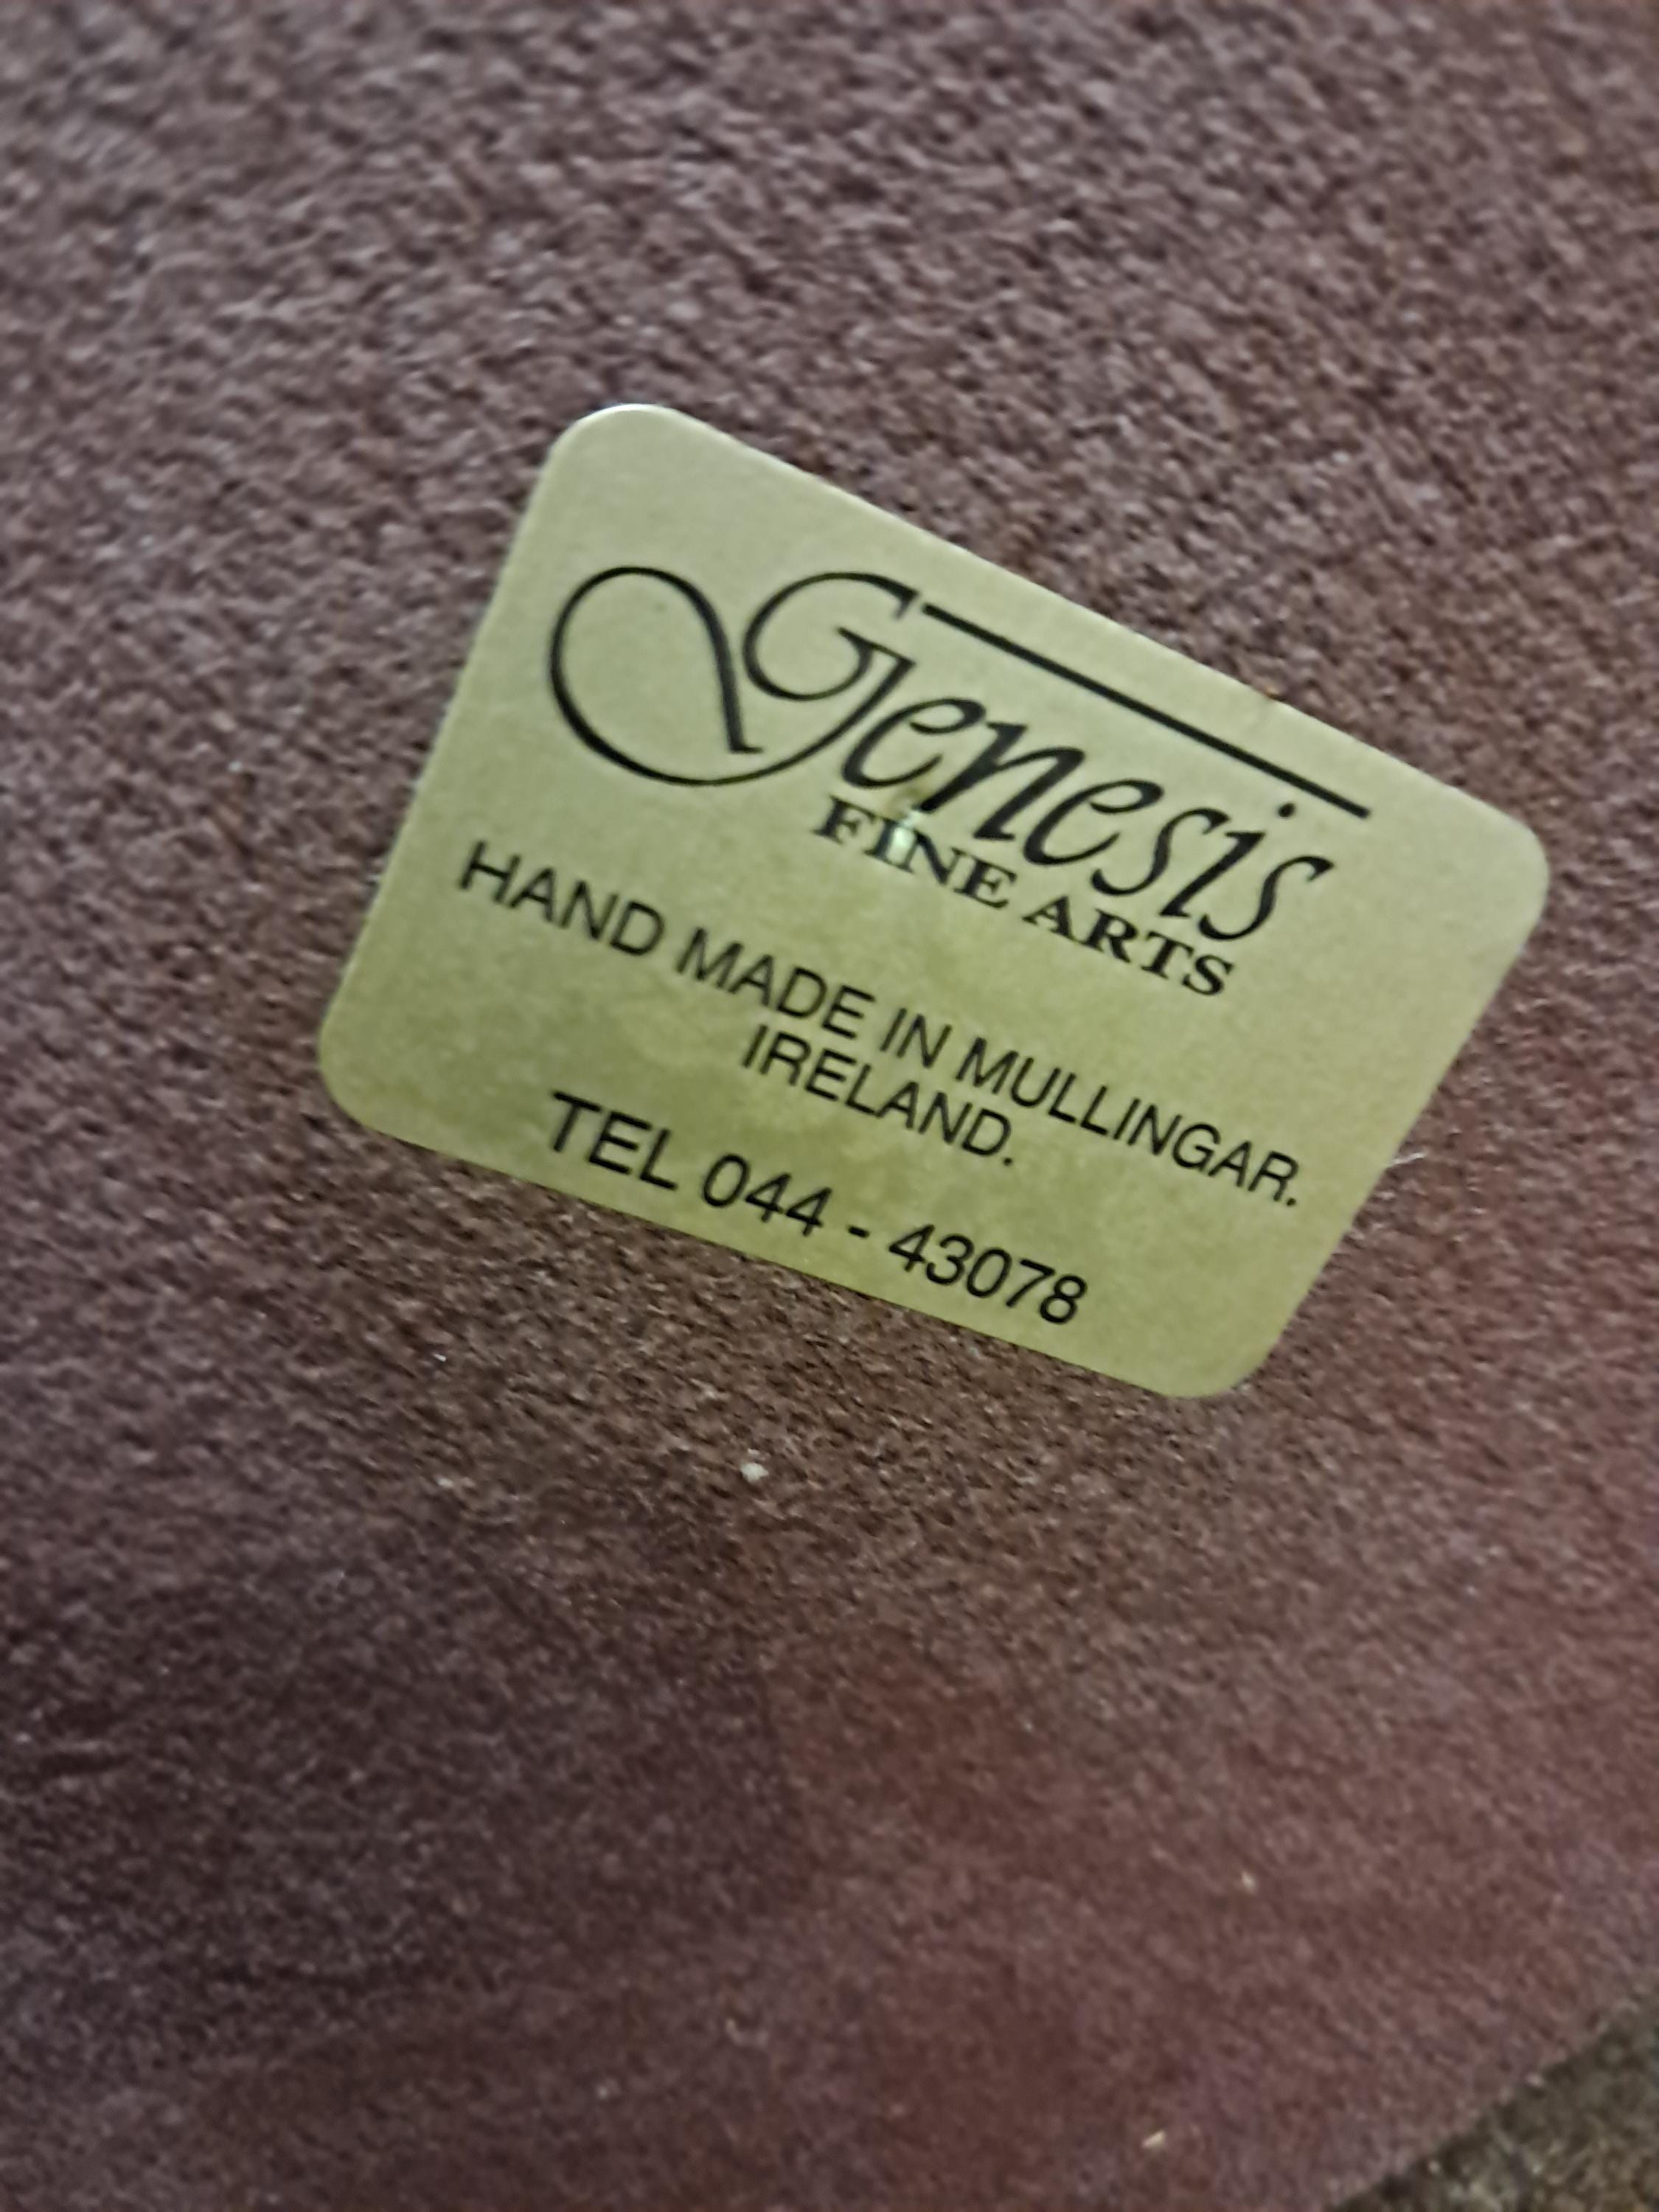 Genesis
FINE ARTS
HAND MADE IN MULLINGAR.
IRELAND.
TEL 044 - 43078